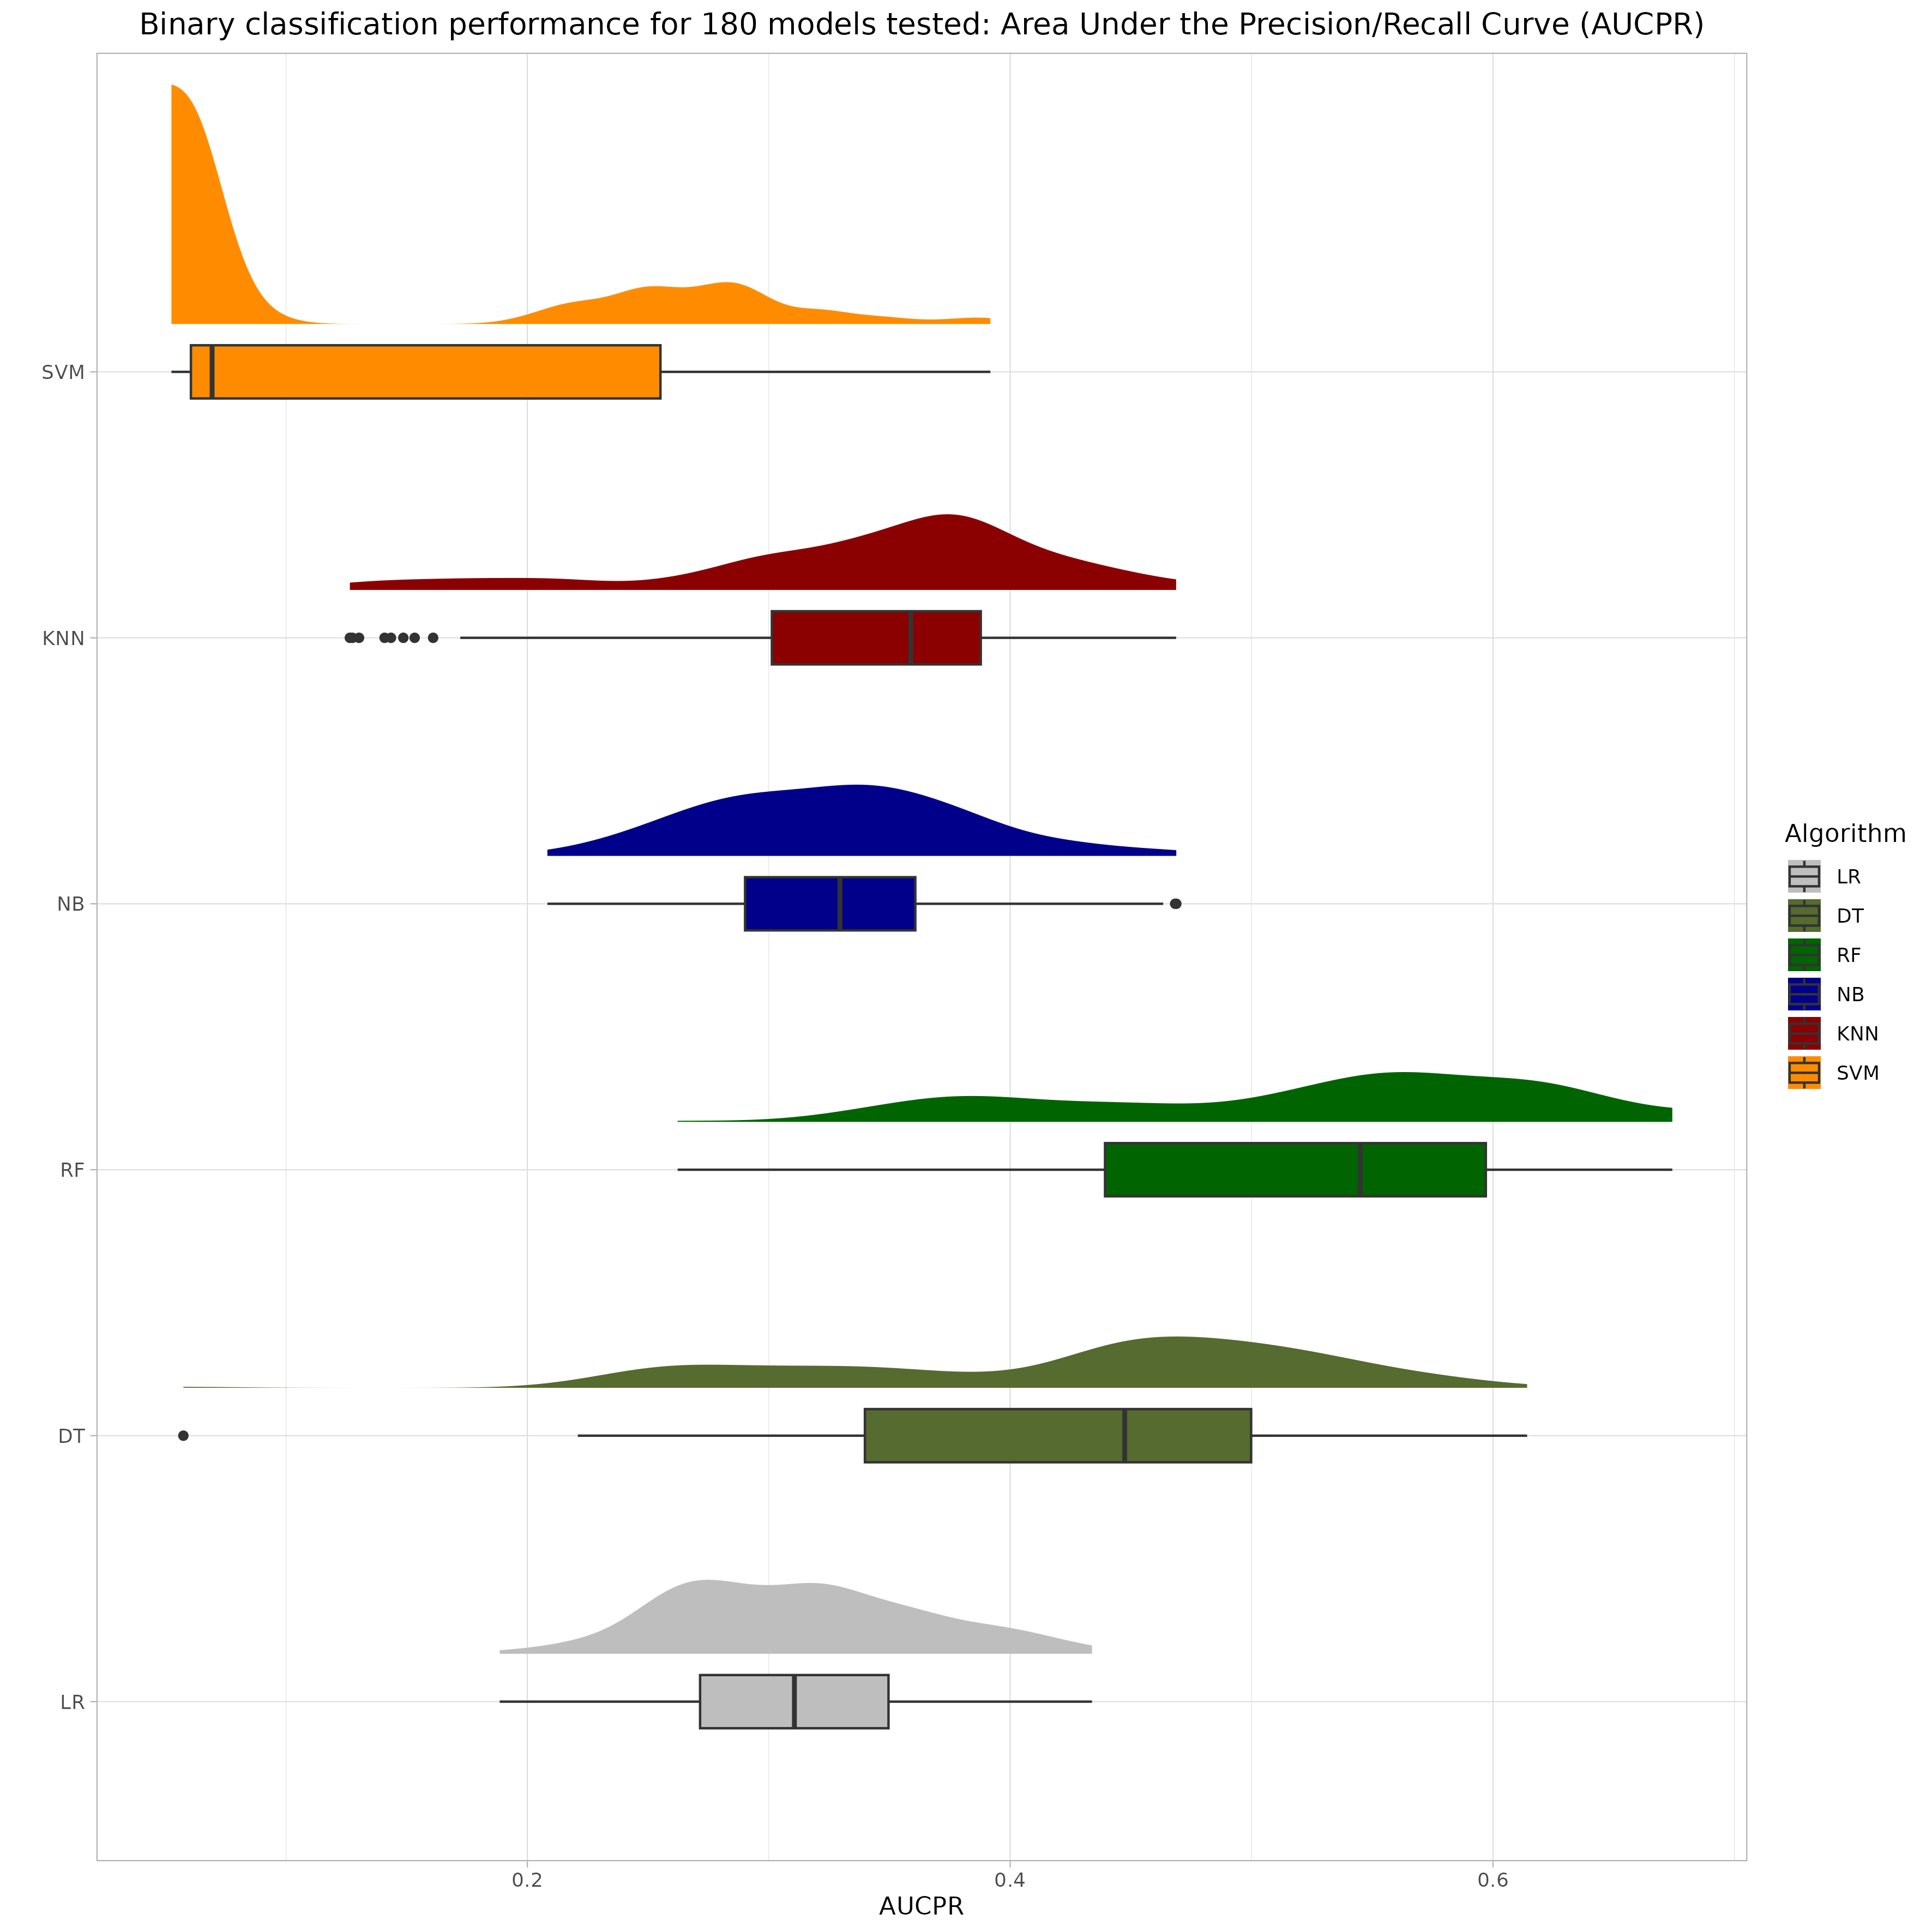 Binary classification performance for 180 models tested: Area Under the Precision/Recall Curve (AUCPR)
SVM
KNN
NB
RF
DT
LR
0.2
0.4
0.6
AUCPR
Algorithm
LR
DT
RF
NB
KNN
SVM